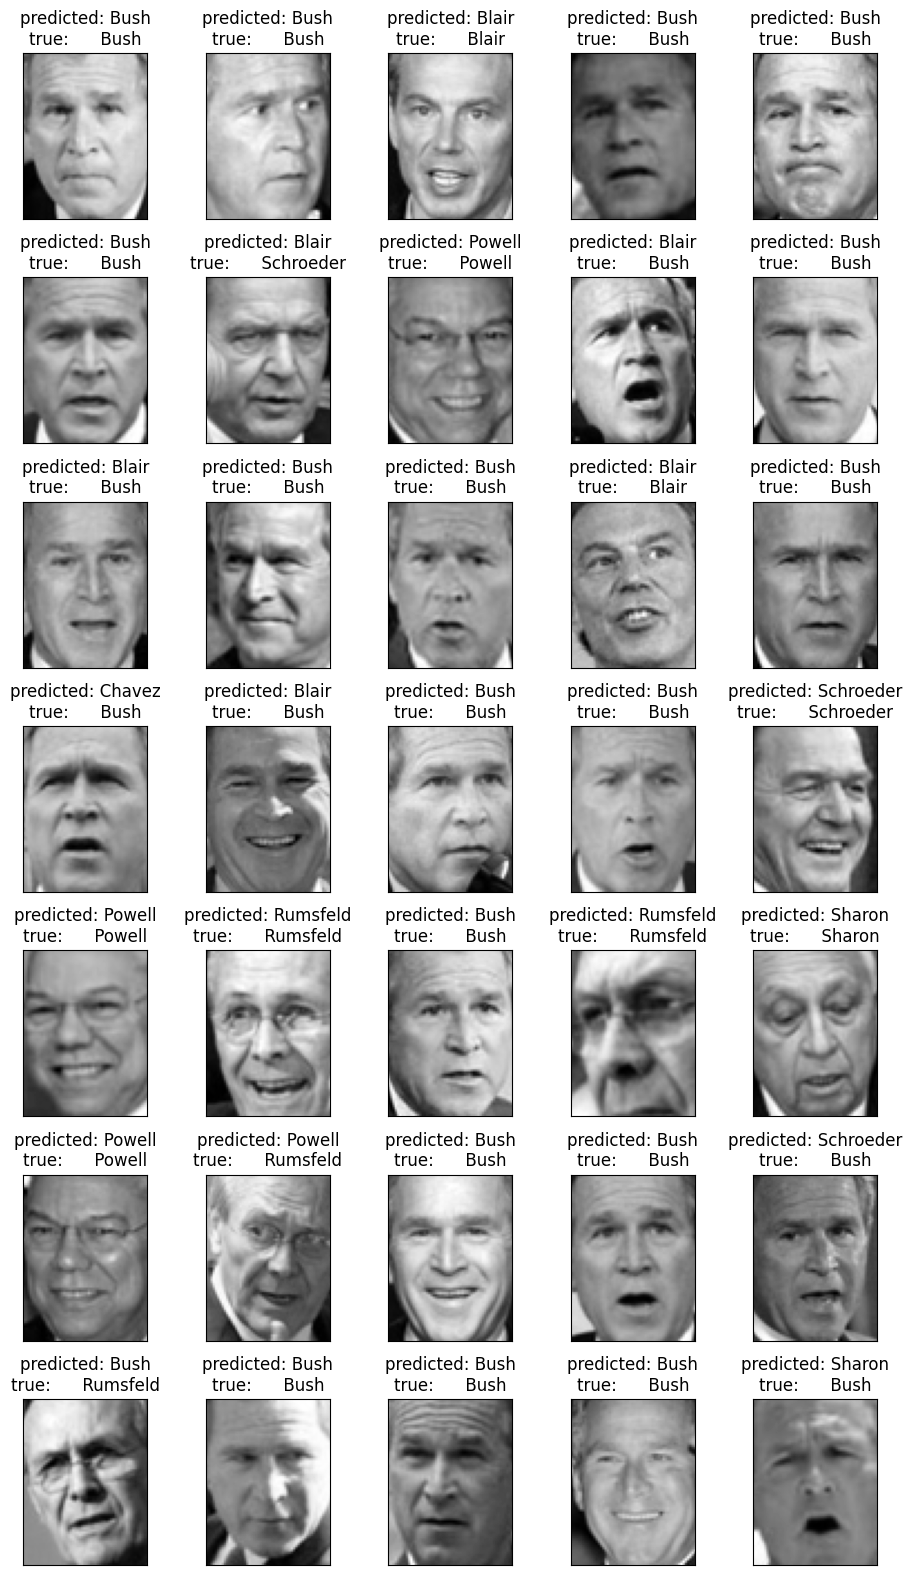 predicted: Bush
true: Bush
predicted: Bush
true: Bush
predicted: Blair
true: Blair
predicted: Bush
true: Bush
predicted: Bush
true: Bush
predicted: Bush
true: Bush
predicted: Blair
true: Schroeder
predicted: Powell
true: Powell
predicted: Blair
true: Bush
predicted: Bush
true: Bush
predicted: Blair
true: Bush
predicted: Bush
true: Bush
predicted: Bush
true: Bush
predicted: Blair
true: Blair
predicted: Bush
true: Bush
predicted: Chavez
true: Bush
predicted: Blair
true: Bush
predicted: Bush
true: Bush
predicted: Bush
true: Bush
predicted: Schroeder
true: Schroeder
predicted: Powell
true: Powell
predicted: Rumsfeld
true: Rumsfeld
predicted: Bush
true: Bush
predicted: Rumsfeld
true: Rumsfeld
predicted: Sharon
true: Sharon
predicted: Powell
true: Powell
predicted: Powell
true: Rumsfeld
predicted: Bush
true: Bush
predicted: Bush
true: Bush
predicted: Schroeder
true: Bush
predicted: Bush
true: Rumsfeld
predicted: Bush
true: Bush
predicted: Bush
true: Bush
predicted: Bush
true: Bush
predicted: Sharon
true: Bush